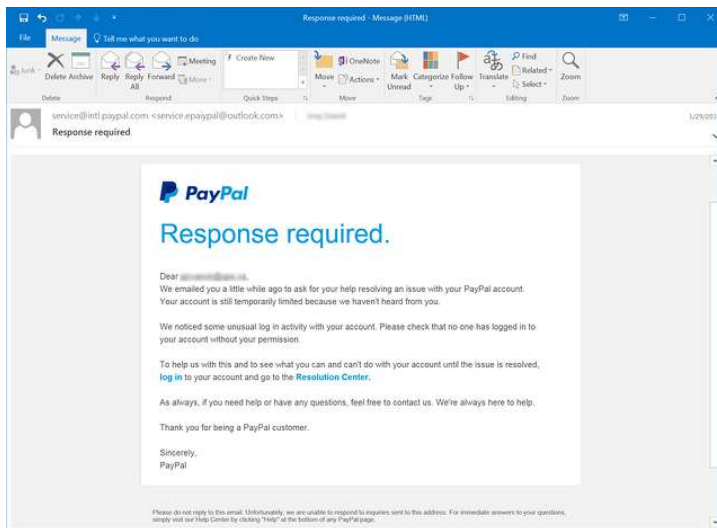 Response required - Message (HTML)
File Message Tell me what you want to do
Junk
Delete Archive
Reply Reply All Forward
Meeting
More
Create New
Move
OneNote
Actions
Mark Unread
Categorize
Follow Up
Translate
Find
Related
Select
Zoom
Delete Respond Quick Steps Move Tags Editing Zoom
service@intl.paypal.com <service.epaiypal@outlook.com>
Response required
PayPal
Response required.
Dear
We emailed you a little while ago to ask for your help resolving an issue with your PayPal account.
Your account is still temporarily limited because we haven't heard from you.
We noticed some unusual log in activity with your account. Please check that no one has logged in to
your account without your permission.
To help us with this and to see what you can and can't do with your account until the issue is resolved,
log in to your account and go to the Resolution Center.
As always, if you need help or have any questions, feel free to contact us. We're always here to help.
Thank you for being a PayPal customer.
Sincerely,
PayPal
Please do not reply to this email. Unfortunately, we are unable to respond to inquiries sent to this address. For immediate answers to your questions,
simply visit our Help Center by clicking "Help" at the bottom of any PayPal page.